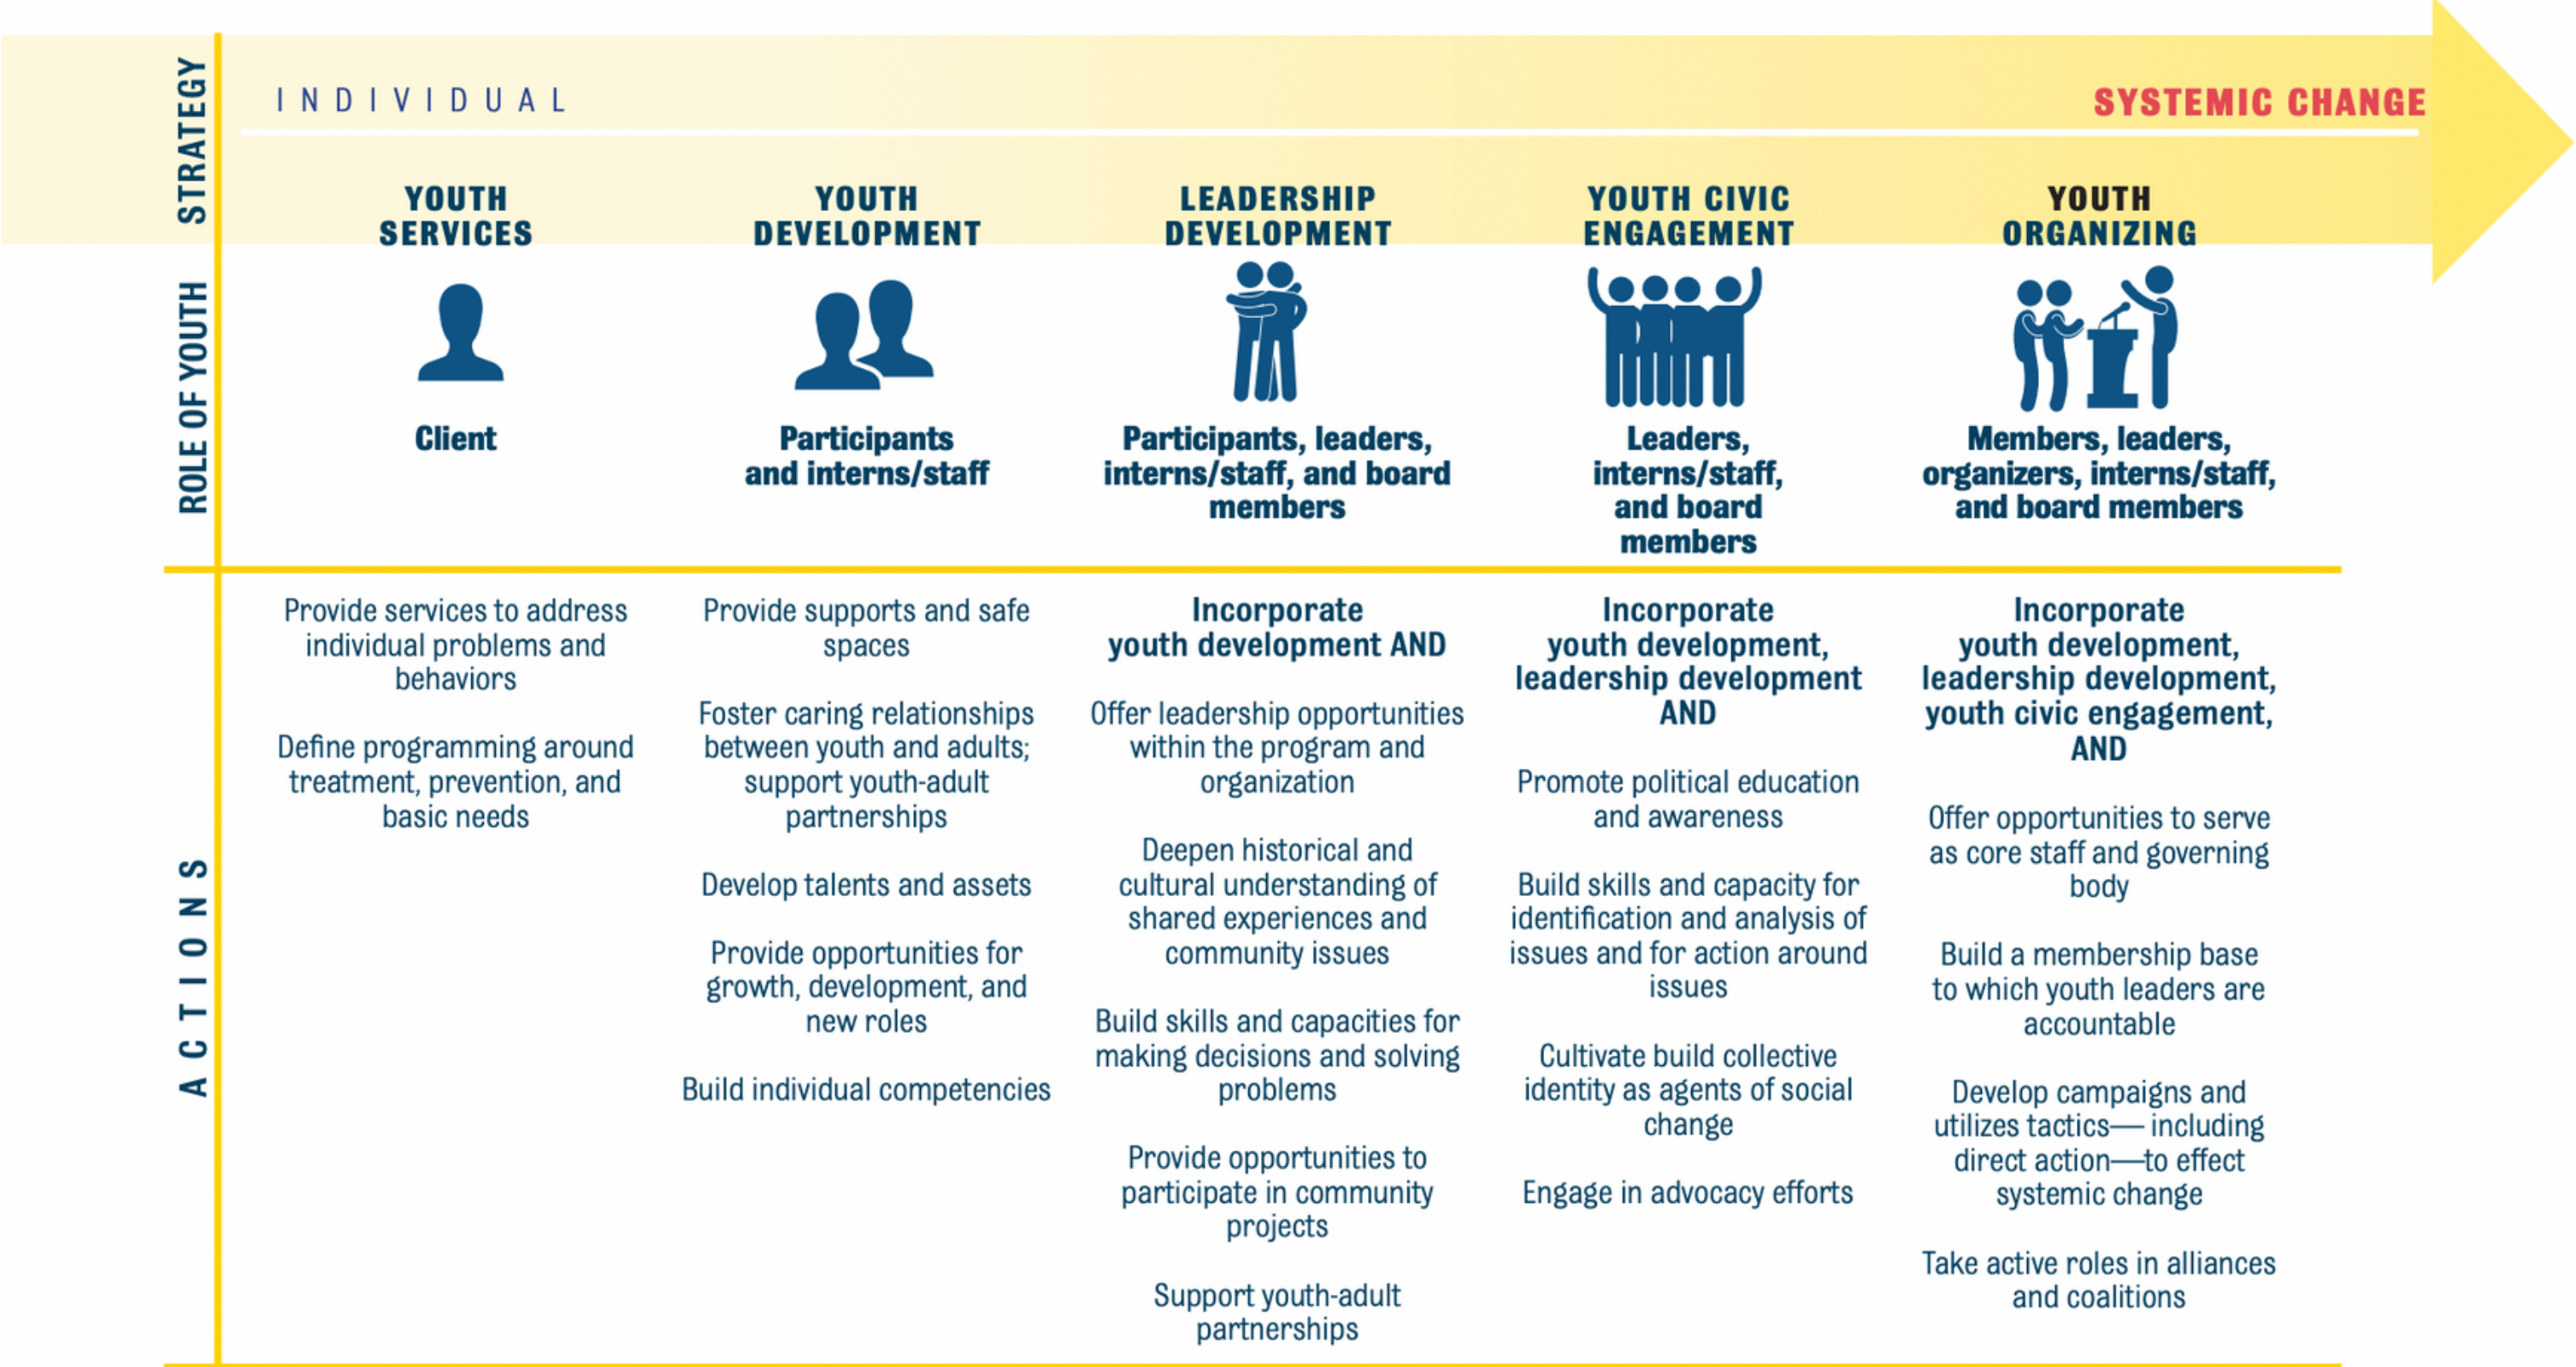 STRATEGY
INDIVIDUAL
SYSTEMIC CHANGE
YOUTH
SERVICES
YOUTH
DEVELOPMENT
LEADERSHIP
DEVELOPMENT
YOUTH CIVIC
ENGAGEMENT
YOUTH
ORGANIZING
ROLE OF YOUTH
Client
Participants
and interns/staff
Participants, leaders,
interns/staff, and board
members
Leaders,
interns/staff,
and board
members
Members, leaders,
organizers, interns/staff,
and board members
ACTIONS
Provide services to address
individual problems and
behaviors
Define programming around
treatment, prevention, and
basic needs
Provide supports and safe
spaces
Foster caring relationships
between youth and adults;
support youth-adult
partnerships
Develop talents and assets
Provide opportunities for
growth, development, and
new roles
Build individual competencies
Incorporate
youth development AND
Offer leadership opportunities
within the program and
organization
Deepen historical and
cultural understanding of
shared experiences and
community issues
Build skills and capacities for
making decisions and solving
problems
Provide opportunities to
participate in community
projects
Support youth-adult
partnerships
Incorporate
youth development,
leadership development
AND
Promote political education
and awareness
Build skills and capacity for
identification and analysis of
issues and for action around
issues
Cultivate build collective
identity as agents of social
change
Engage in advocacy efforts
Incorporate
youth development,
leadership development,
youth civic engagement,
AND
Offer opportunities to serve
as core staff and governing
body
Build a membership base
to which youth leaders are
accountable
Develop campaigns and
utilizes tactics— including
direct action—to effect
systemic change
Take active roles in alliances
and coalitions